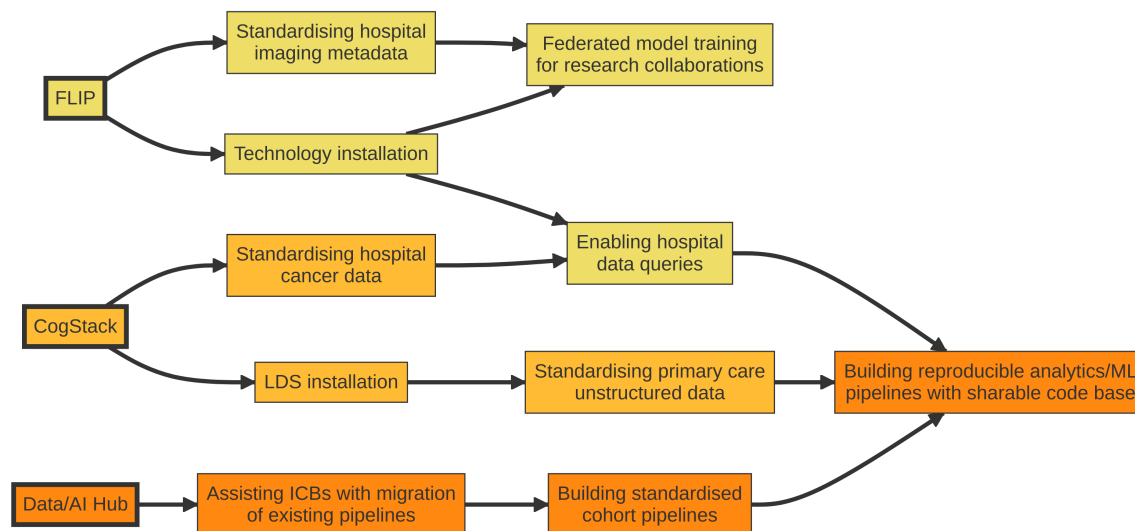 Standardising hospital
imaging metadata
Federated model training
for research collaborations
FLIP
Technology installation
Enabling hospital
data queries
Standardising hospital
cancer data
CogStack
LDS installation
Standardising primary care
unstructured data
Building reproducible analytics/ML
pipelines with sharable code base
Data/AI Hub
Assisting ICBs with migration
of existing pipelines
Building standardised
cohort pipelines